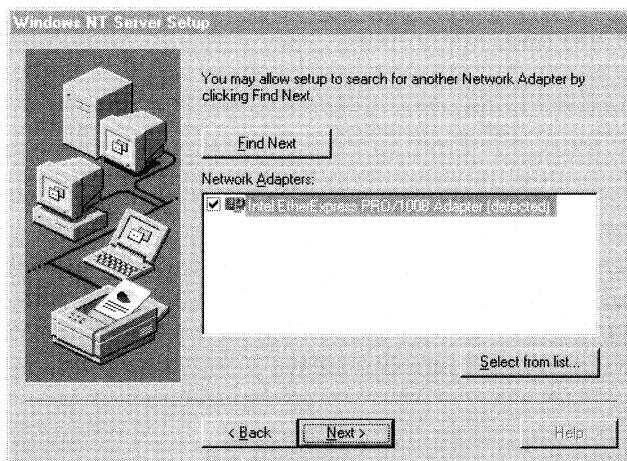 Windows NT Server Setup
You may allow setup to search for another Network Adapter by
clicking Find Next.
Find Next
Network Adapters:
Intel EtherExpress PRO/100B Adapter [detected]
Select from list...
< Back
Next >
Help